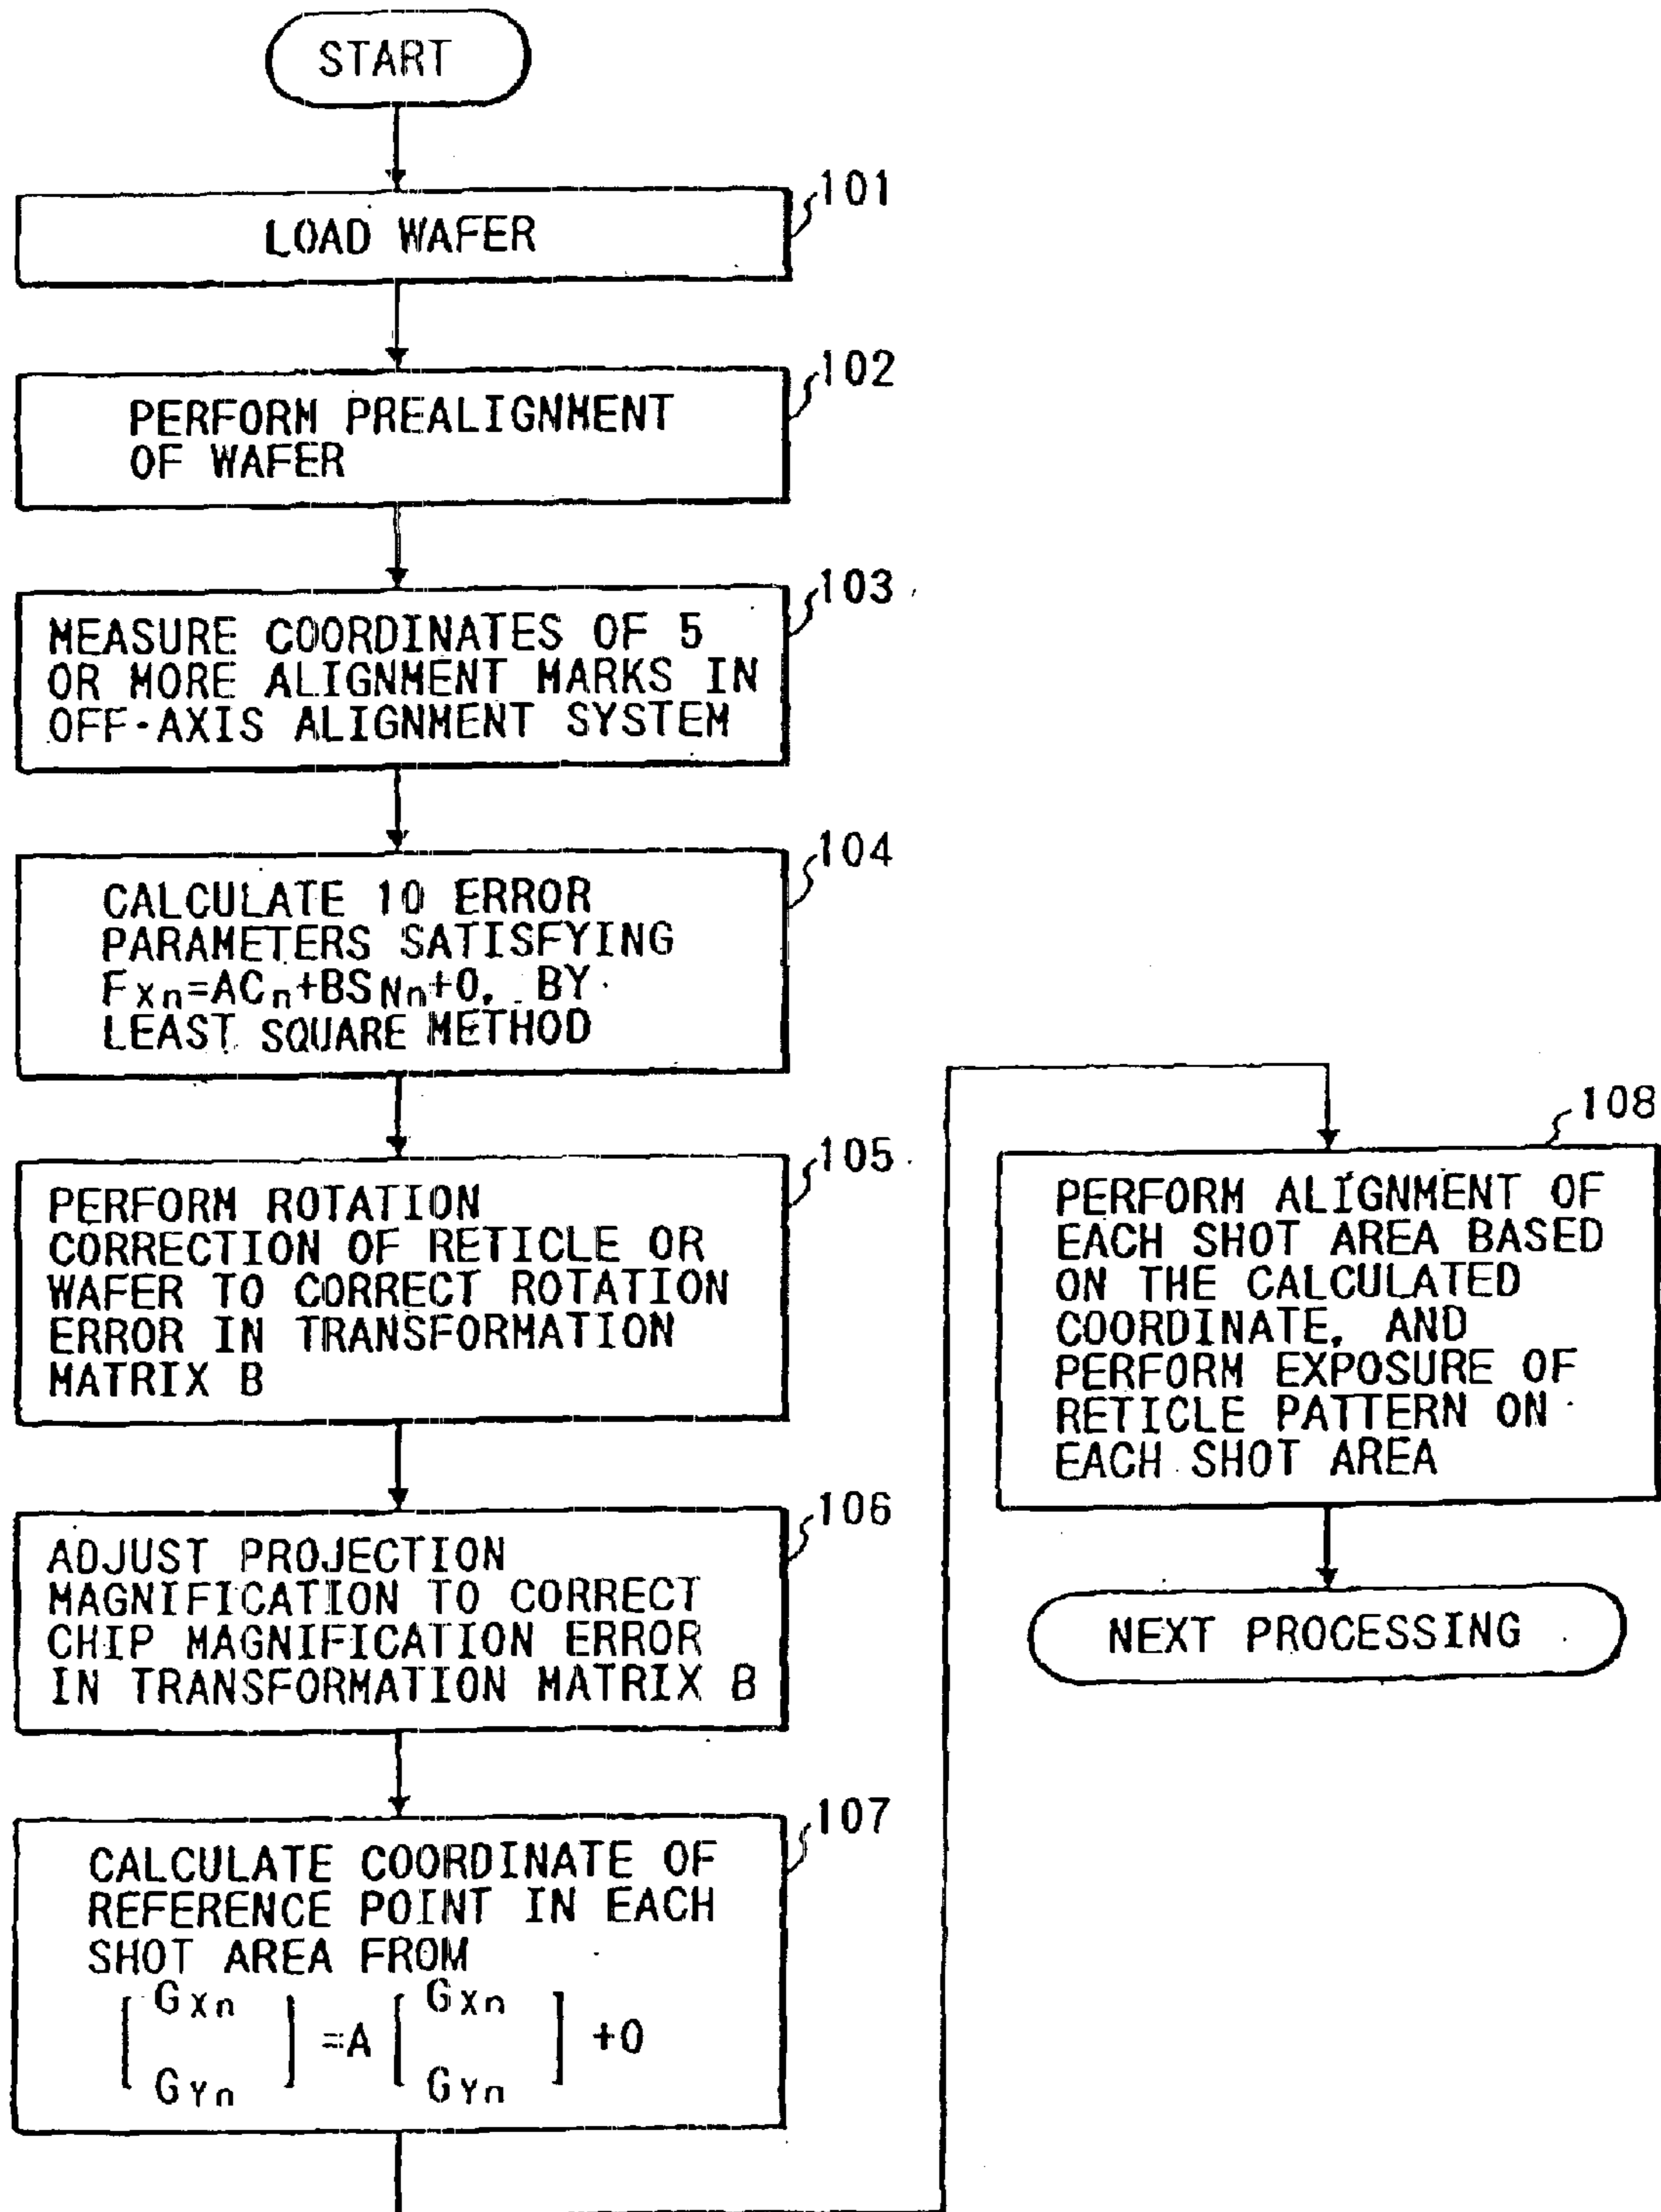 START
101
LOAD WAFER
102
PERFORM PREALIGNMENT
OF WAFER
103
MEASURE COORDINATES OF 5
OR MORE ALIGNMENT MARKS IN
OFF-AXIS ALIGNMENT SYSTEM
104
CALCULATE 10 ERROR
PARAMETERS SATISFYING
FXn=ACn+BSNn+O, BY
LEAST SQUARE METHOD
105
PERFORM ROTATION
CORRECTION OF RETICLE OR
WAFER TO CORRECT ROTATION
ERROR IN TRANSFORMATION
MATRIX B
106
ADJUST PROJECTION
MAGNIFICATION TO CORRECT
CHIP MAGNIFICATION ERROR
IN TRANSFORMATION MATRIX B
107
CALCULATE COORDINATE OF
REFERENCE POINT IN EACH
SHOT AREA FROM
[GXn GYn] =A [GXn GYn] +O
108
PERFORM ALIGNMENT OF
EACH SHOT AREA BASED
ON THE CALCULATED
COORDINATE, AND
PERFORM EXPOSURE OF
RETICLE PATTERN ON
EACH SHOT AREA
NEXT PROCESSING